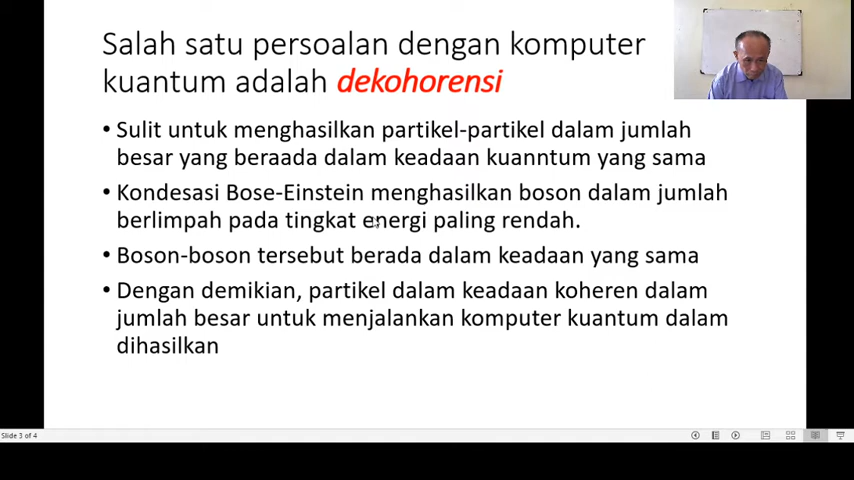 Salah satu persoalan dengan komputer
kuantum adalah dekohorensi
• Sulit untuk menghasilkan partikel-partikel dalam jumlah
besar yang beraada dalam keadaan kuanntum yang sama
• Kondesasi Bose-Einstein menghasilkan boson dalam jumlah
berlimpah pada tingkat energi paling rendah.
• Boson-boson tersebut berada dalam keadaan yang sama
• Dengan demikian, partikel dalam keadaan koheren dalam
jumlah besar untuk menjalankan komputer kuantum dalam
dihasilkan
Slide 3 of 4